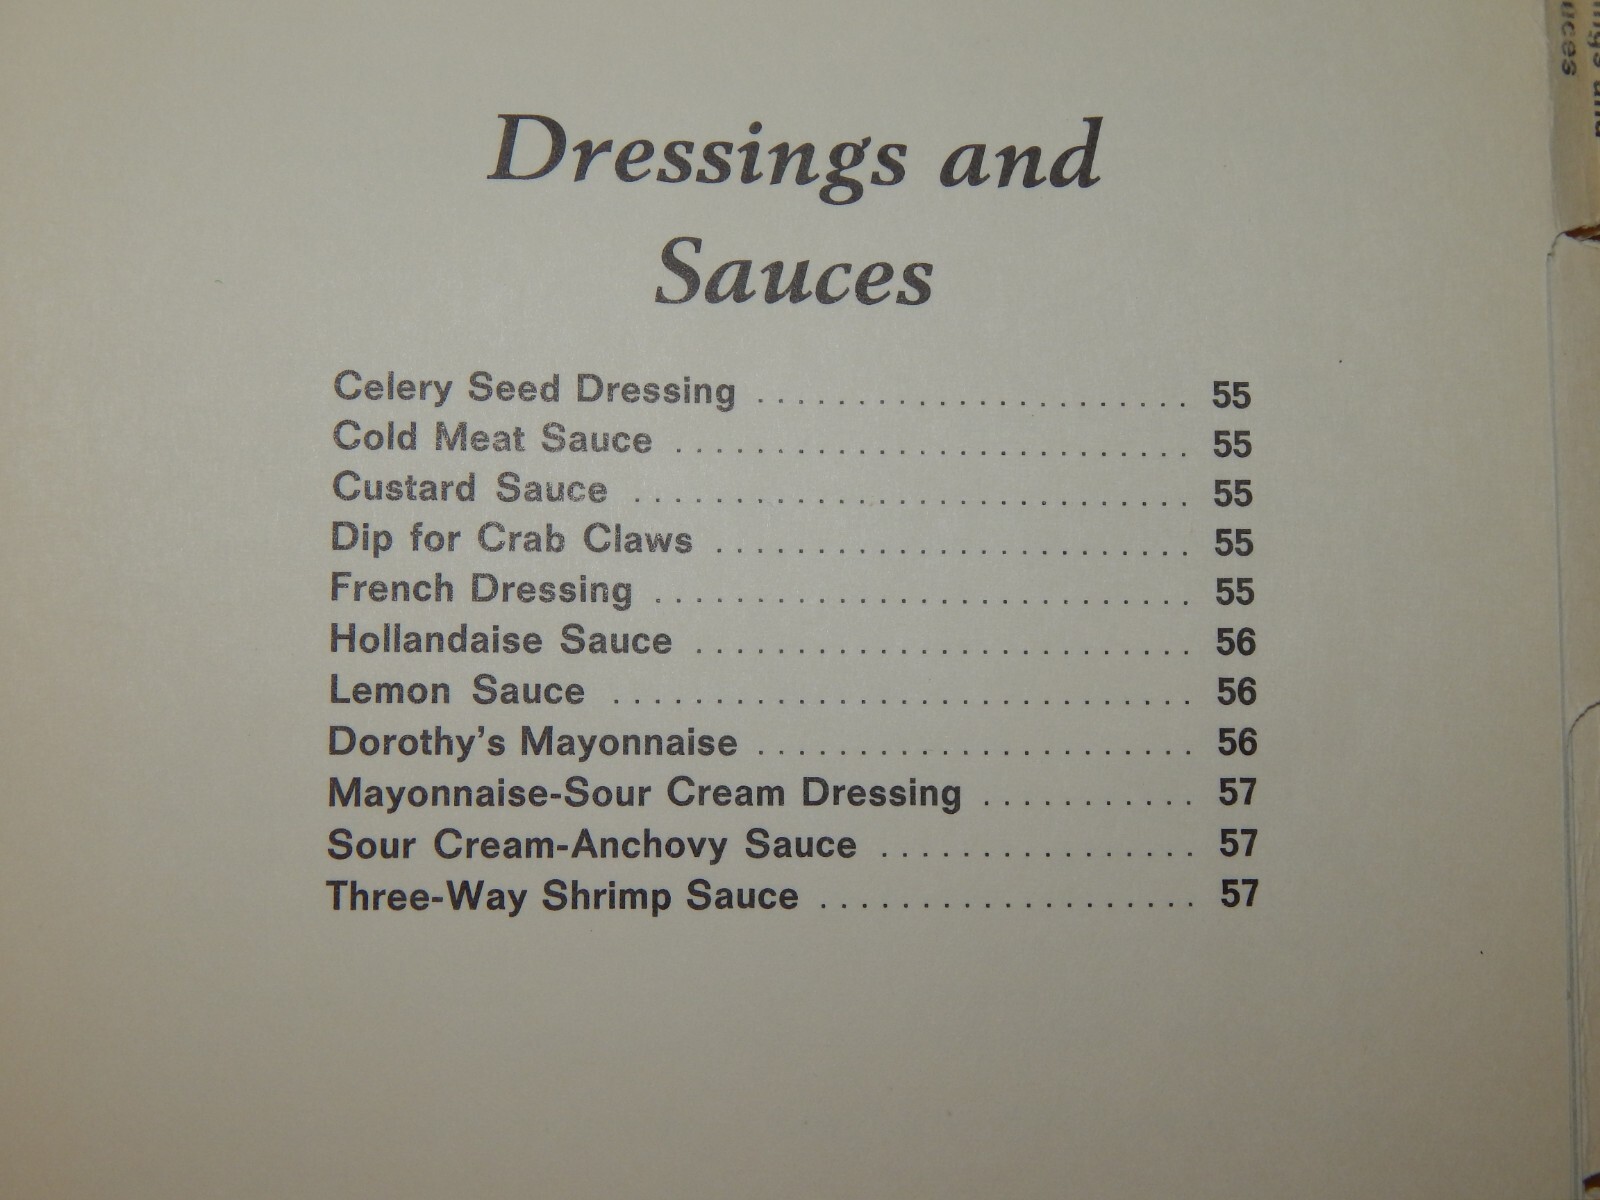 Dressings and
Sauces
Celery Seed Dressing . . . . . . . . . . . . . . . . . . . . . . 55
Cold Meat Sauce . . . . . . . . . . . . . . . . . . . . . . . . . . 55
Custard Sauce . . . . . . . . . . . . . . . . . . . . . . . . . . . . 55
Dip for Crab Claws . . . . . . . . . . . . . . . . . . . . . . . . 55
French Dressing . . . . . . . . . . . . . . . . . . . . . . . . . . . 55
Hollandaise Sauce . . . . . . . . . . . . . . . . . . . . . . . . . 56
Lemon Sauce . . . . . . . . . . . . . . . . . . . . . . . . . . . . . 56
Dorothy's Mayonnaise . . . . . . . . . . . . . . . . . . . . . . 56
Mayonnaise-Sour Cream Dressing . . . . . . . . . . . 57
Sour Cream-Anchovy Sauce . . . . . . . . . . . . . . . . 57
Three-Way Shrimp Sauce . . . . . . . . . . . . . . . . . . . 57